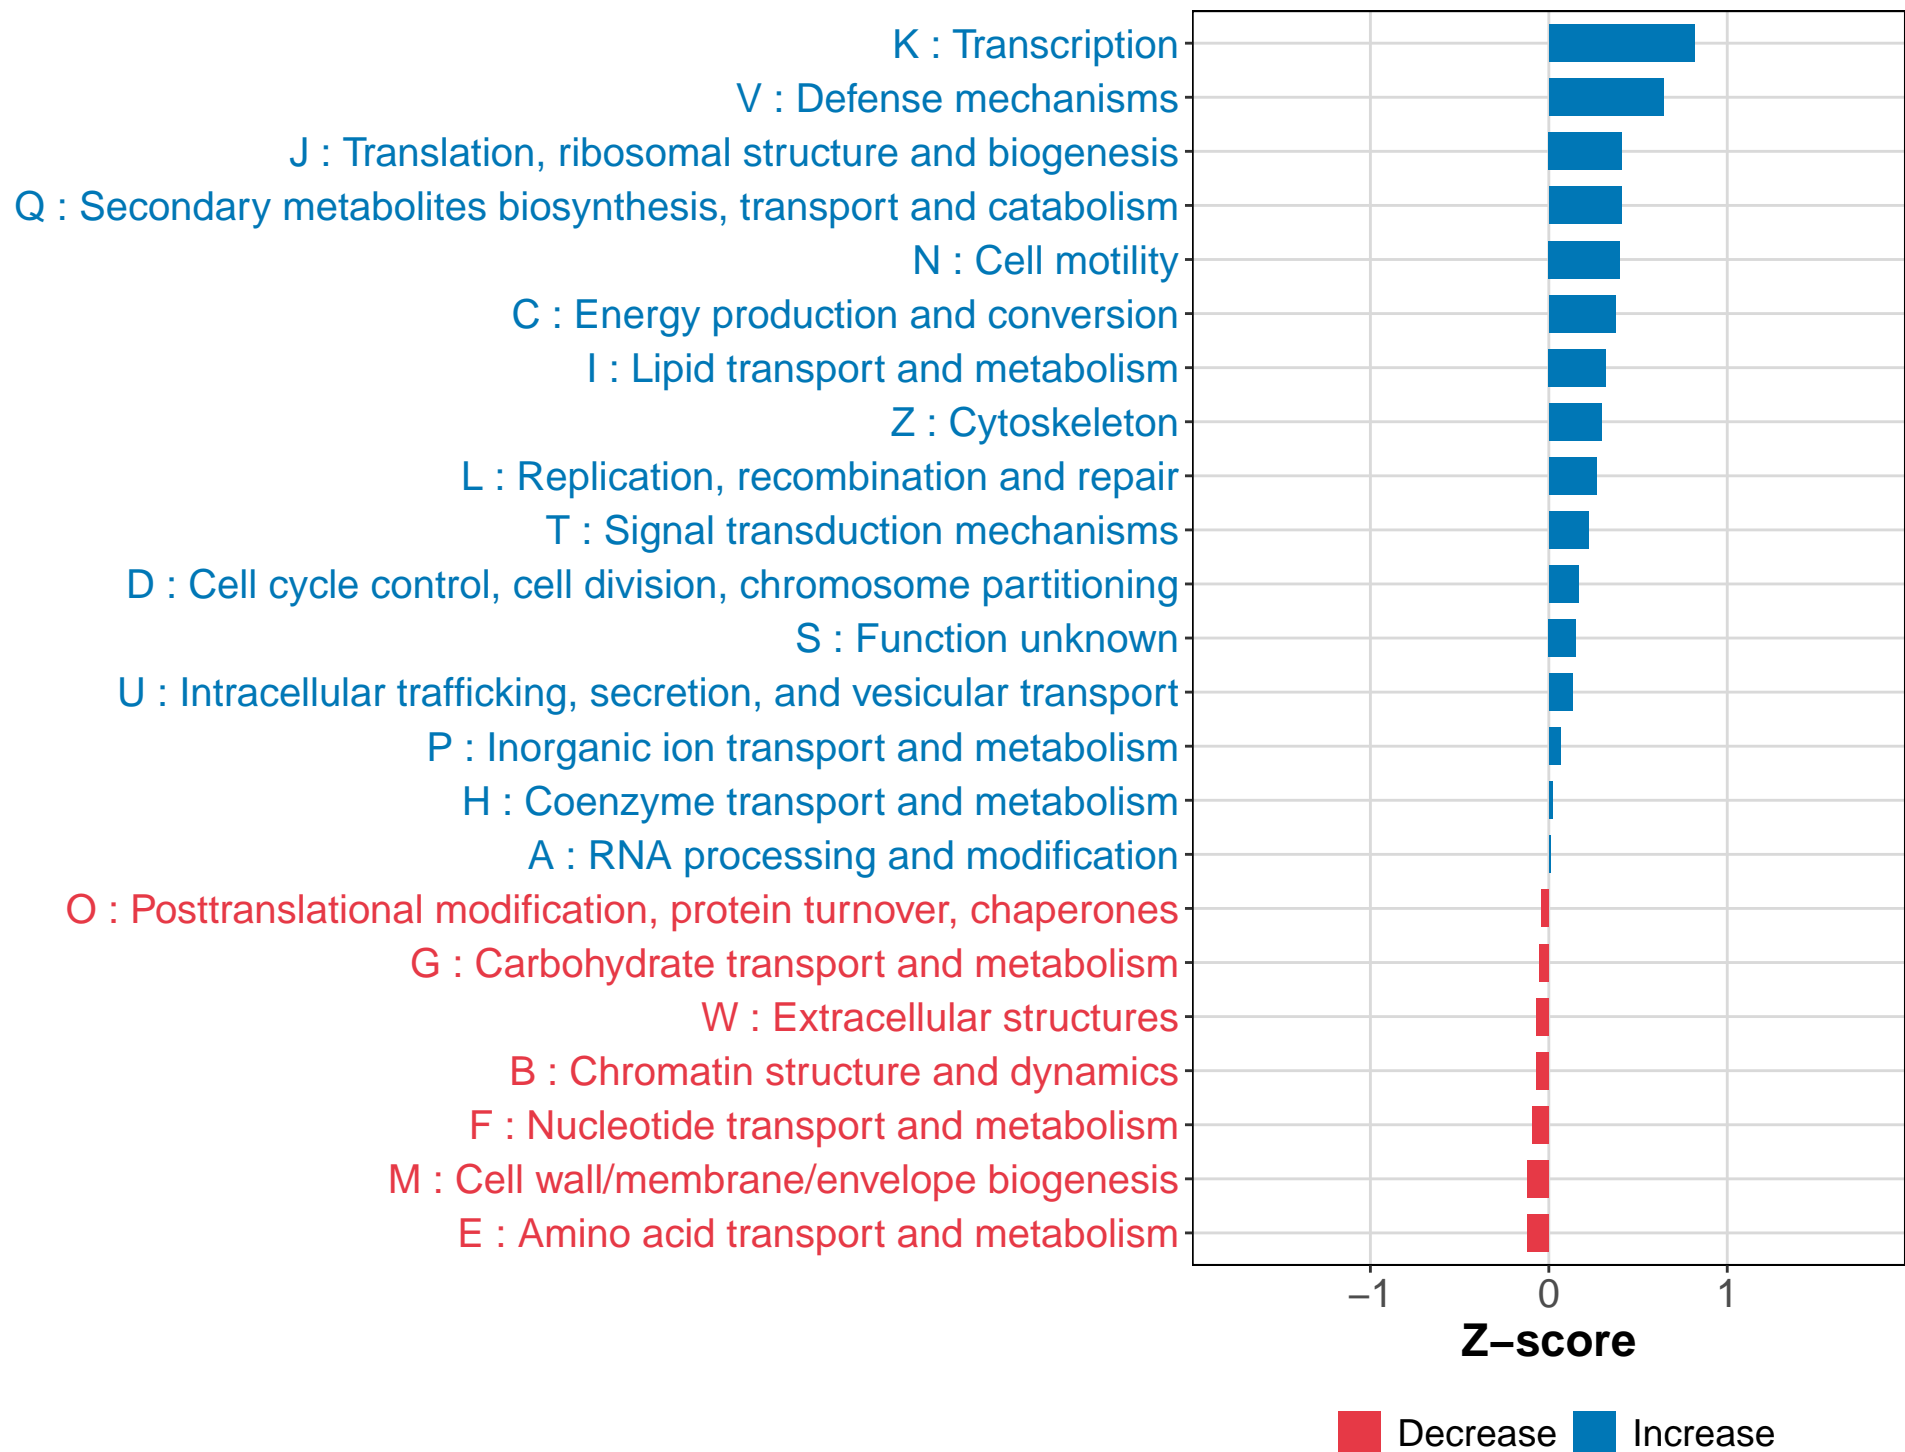 K : Transcription
V : Defense mechanisms
J : Translation, ribosomal structure and biogenesis
Q : Secondary metabolites biosynthesis, transport and catabolism
N : Cell motility
C : Energy production and conversion
I : Lipid transport and metabolism
Z : Cytoskeleton
L : Replication, recombination and repair
T : Signal transduction mechanisms
D : Cell cycle control, cell division, chromosome partitioning
S : Function unknown
U : Intracellular trafficking, secretion, and vesicular transport
P : Inorganic ion transport and metabolism
H : Coenzyme transport and metabolism
A : RNA processing and modification
O : Posttranslational modification, protein turnover, chaperones
G : Carbohydrate transport and metabolism
W : Extracellular structures
B : Chromatin structure and dynamics
F : Nucleotide transport and metabolism
M : Cell wall/membrane/envelope biogenesis
E : Amino acid transport and metabolism
−1 0 1
Z−score
Decrease Increase